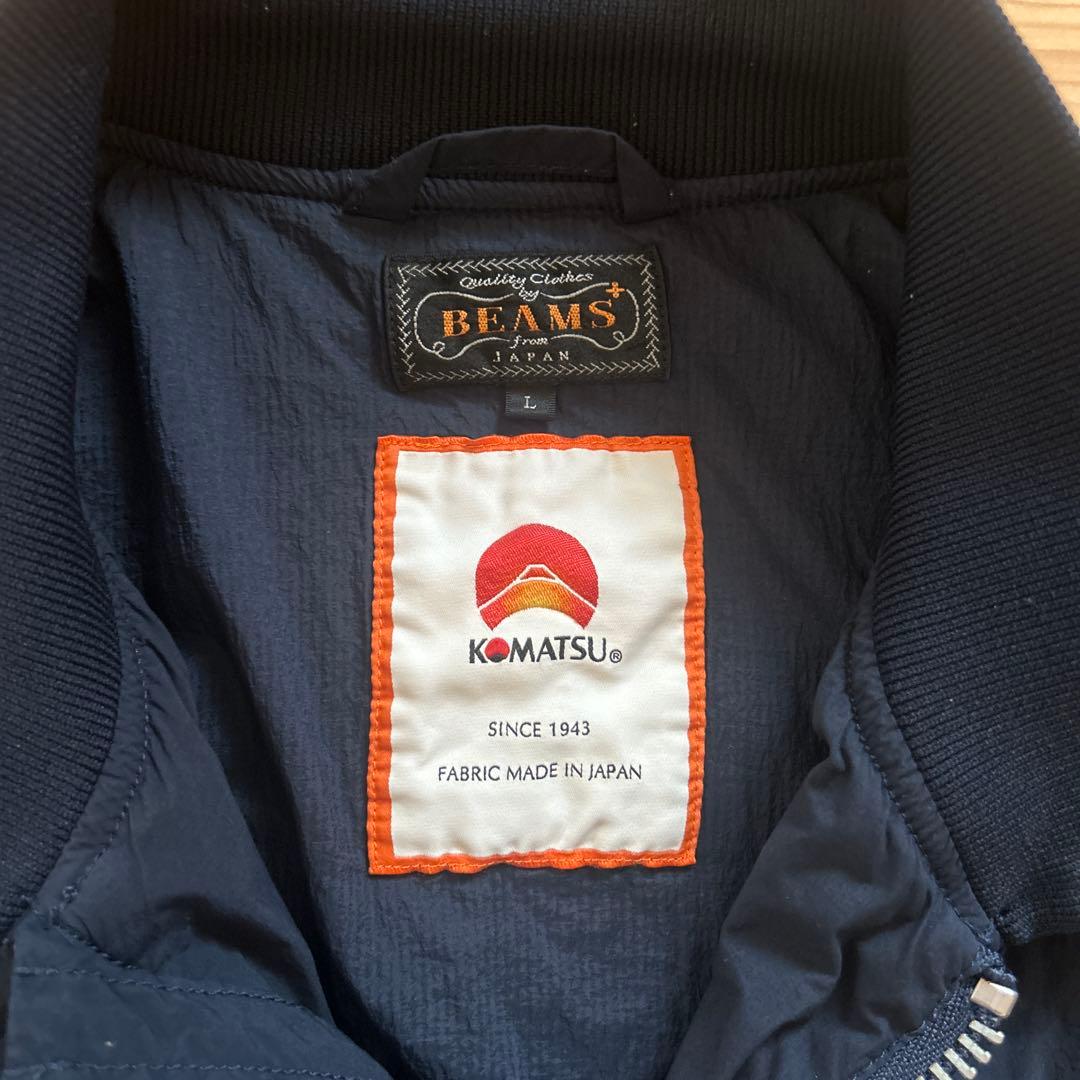 Quality Clothes
by
BEAMS+
from
JAPAN
L
KOMATSU®
SINCE 1943
FABRIC MADE IN JAPAN